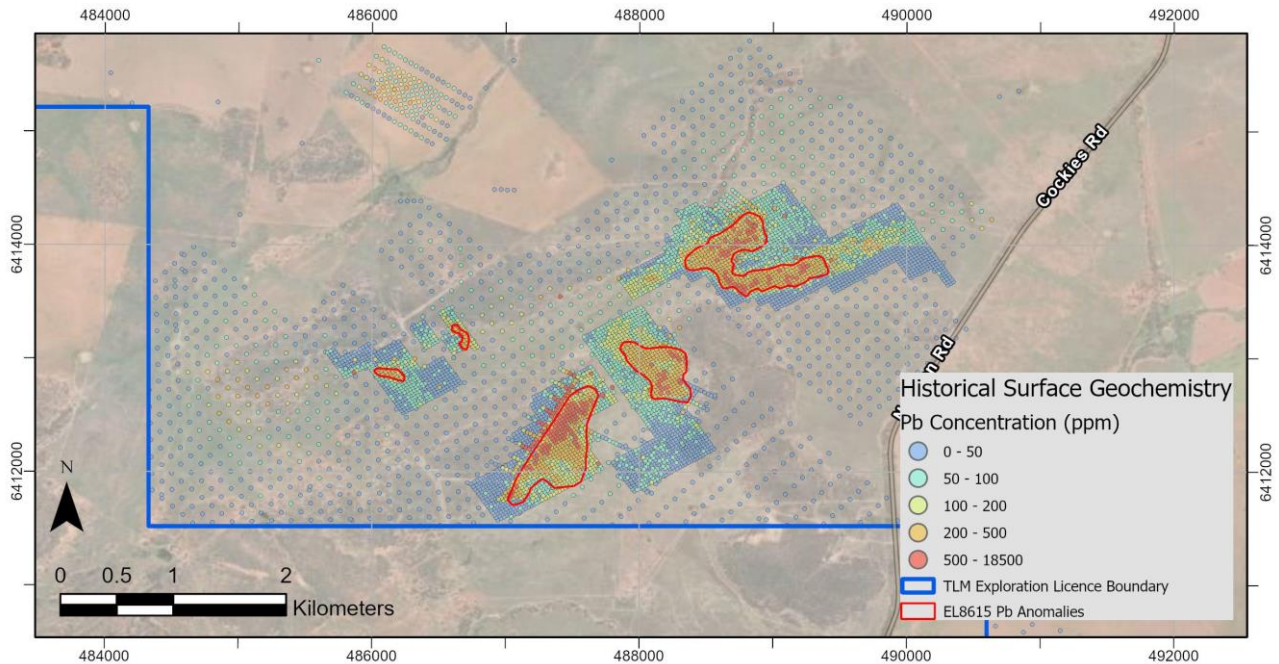 484000 486000 488000 490000 492000
6414000 6414000
6412000 6412000
Cockies Rd
Rd
N
0 0.5 1 2
Kilometers
Historical Surface Geochemistry
Pb Concentration (ppm)
0 - 50
50 - 100
100 - 200
200 - 500
500 - 18500
TLM Exploration Licence Boundary
EL8615 Pb Anomalies
484000 486000 488000 490000 492000